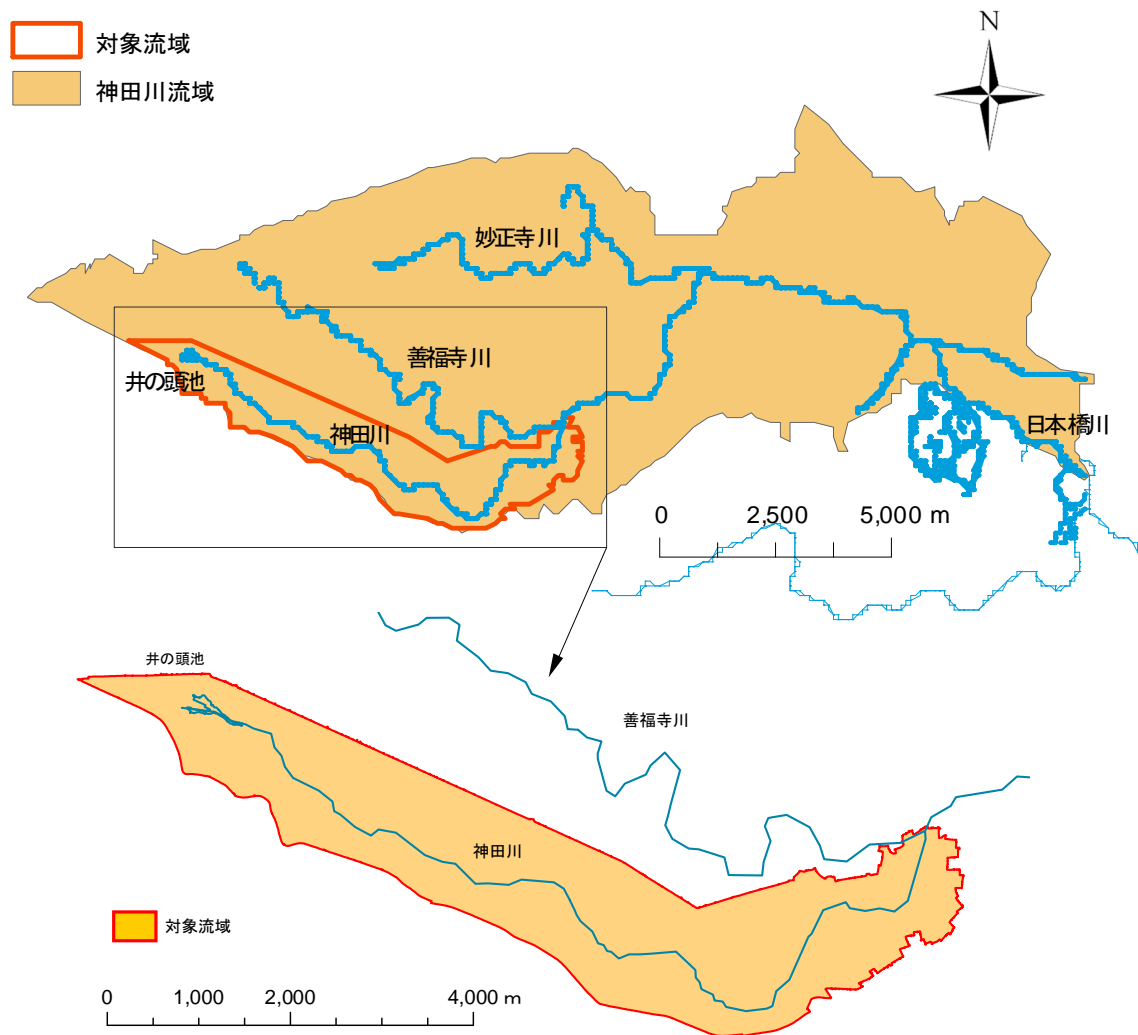 N
対象流域
神田川流域
妙正寺川
善福寺川
井の頭池
神田川
日本橋川
0 2,500 5,000 m
井の頭池
善福寺川
神田川
対象流域
0 1,000 2,000 4,000 m